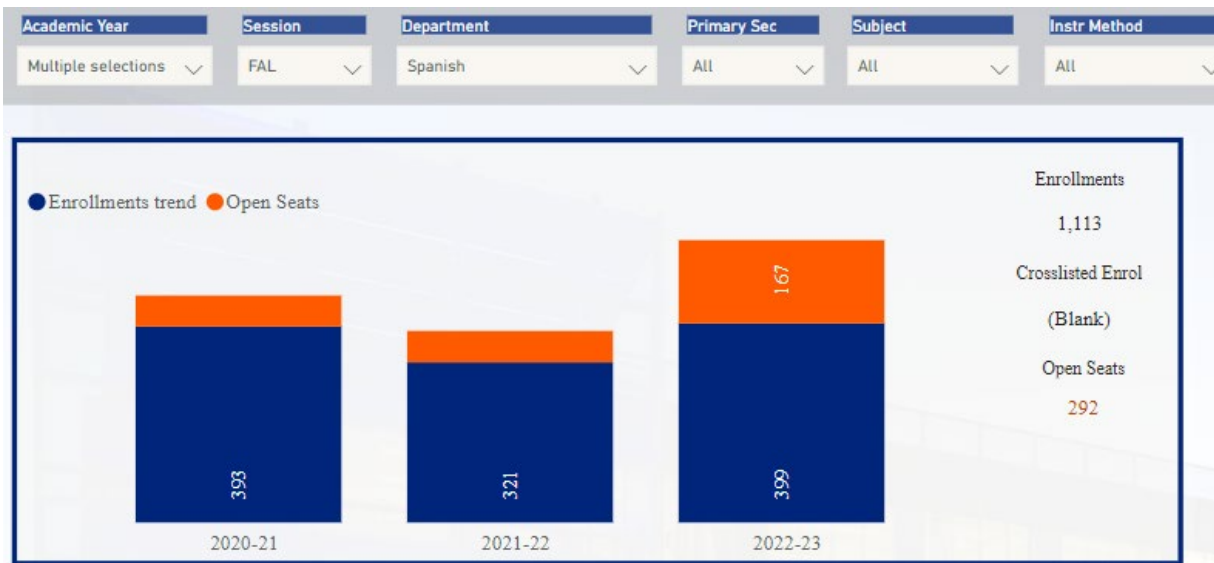 Academic Year Session Department Primary Sec Subject Instr Method
Multiple selections FAL Spanish All All All
Enrollments trend Open Seats
Enrollments
1,113
Crosslisted Enrol
(Blank)
Open Seats
292
167
393 321 399
2020-21 2021-22 2022-23